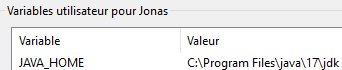 Variables utilisateur pour Jonas
Variable Valeur
JAVA_HOME C:\Program Files\java\17\jdk